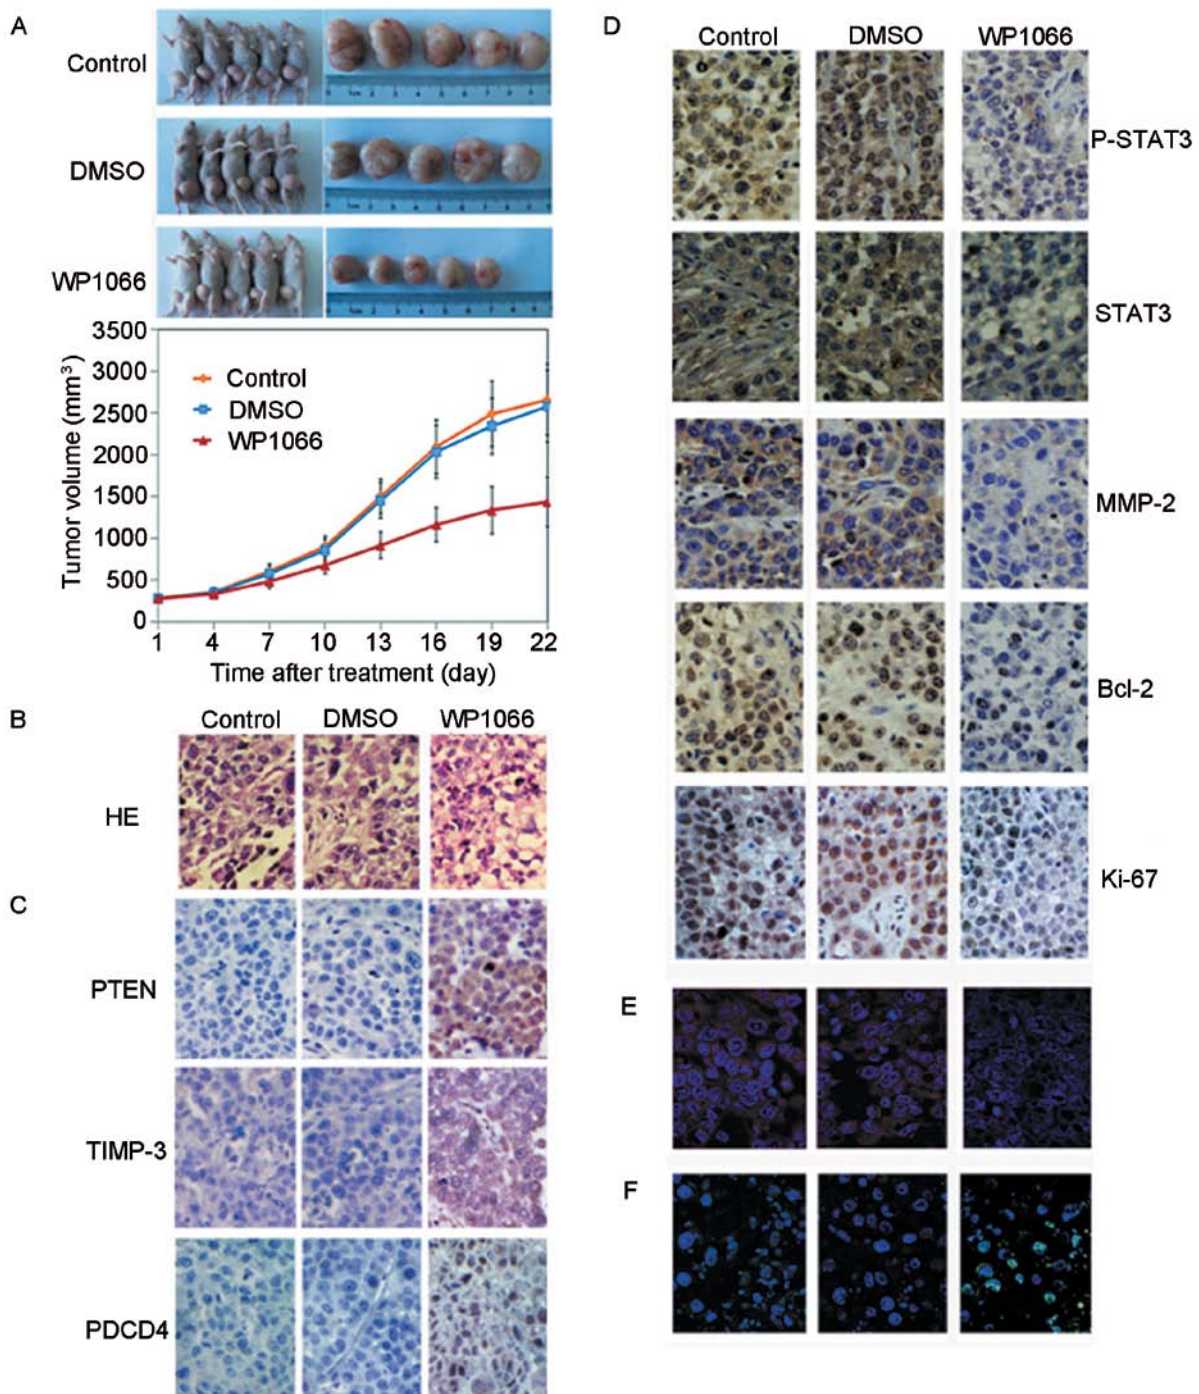 A
Control
DMSO
WP1066
3500
3000
2500
2000
1500
1000
500
0
Tumor volume (mm³)
Control
DMSO
WP1066
1 4 7 10 13 16 19 22
Time after treatment (day)
B
Control DMSO WP1066
HE
C
PTEN
TIMP-3
PDCD4
D
Control DMSO WP1066
P-STAT3
STAT3
MMP-2
Bcl-2
Ki-67
E
F